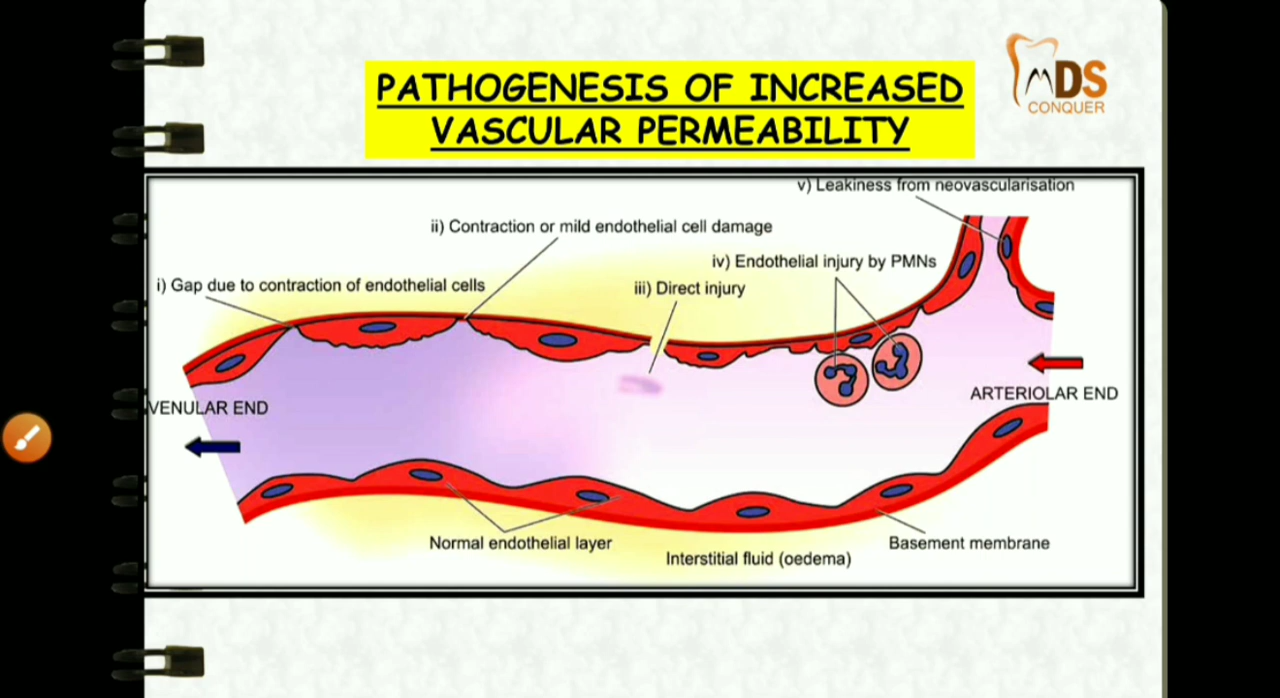 PATHOGENESIS OF INCREASED
VASCULAR PERMEABILITY
MDS
CONQUER
v) Leakiness from neovascularisation
ii) Contraction or mild endothelial cell damage
iv) Endothelial injury by PMNs
i) Gap due to contraction of endothelial cells
iii) Direct injury
VENULAR END
ARTERIOLAR END
Normal endothelial layer
Interstitial fluid (oedema)
Basement membrane